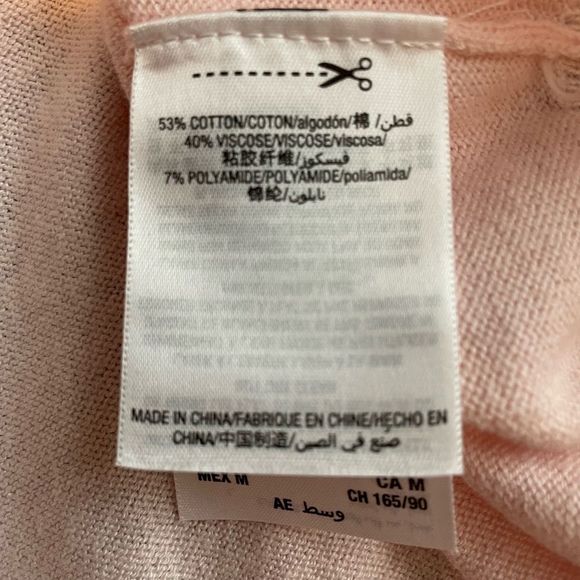 53% COTTON/COTON/algodón/棉 /قطن/
40% VISCOSE/VISCOSE/viscosa/
粘胶纤维/فيسكوز/
7% POLYAMIDE/POLYAMIDE/poliamida/
锦纶/نابلون/
MADE IN CHINA/FABRIQUE EN CHINE/HECHO EN
CHINA/中国制造/صنع في الصين/
MEX M CA M
CH 165/90
AE وسط